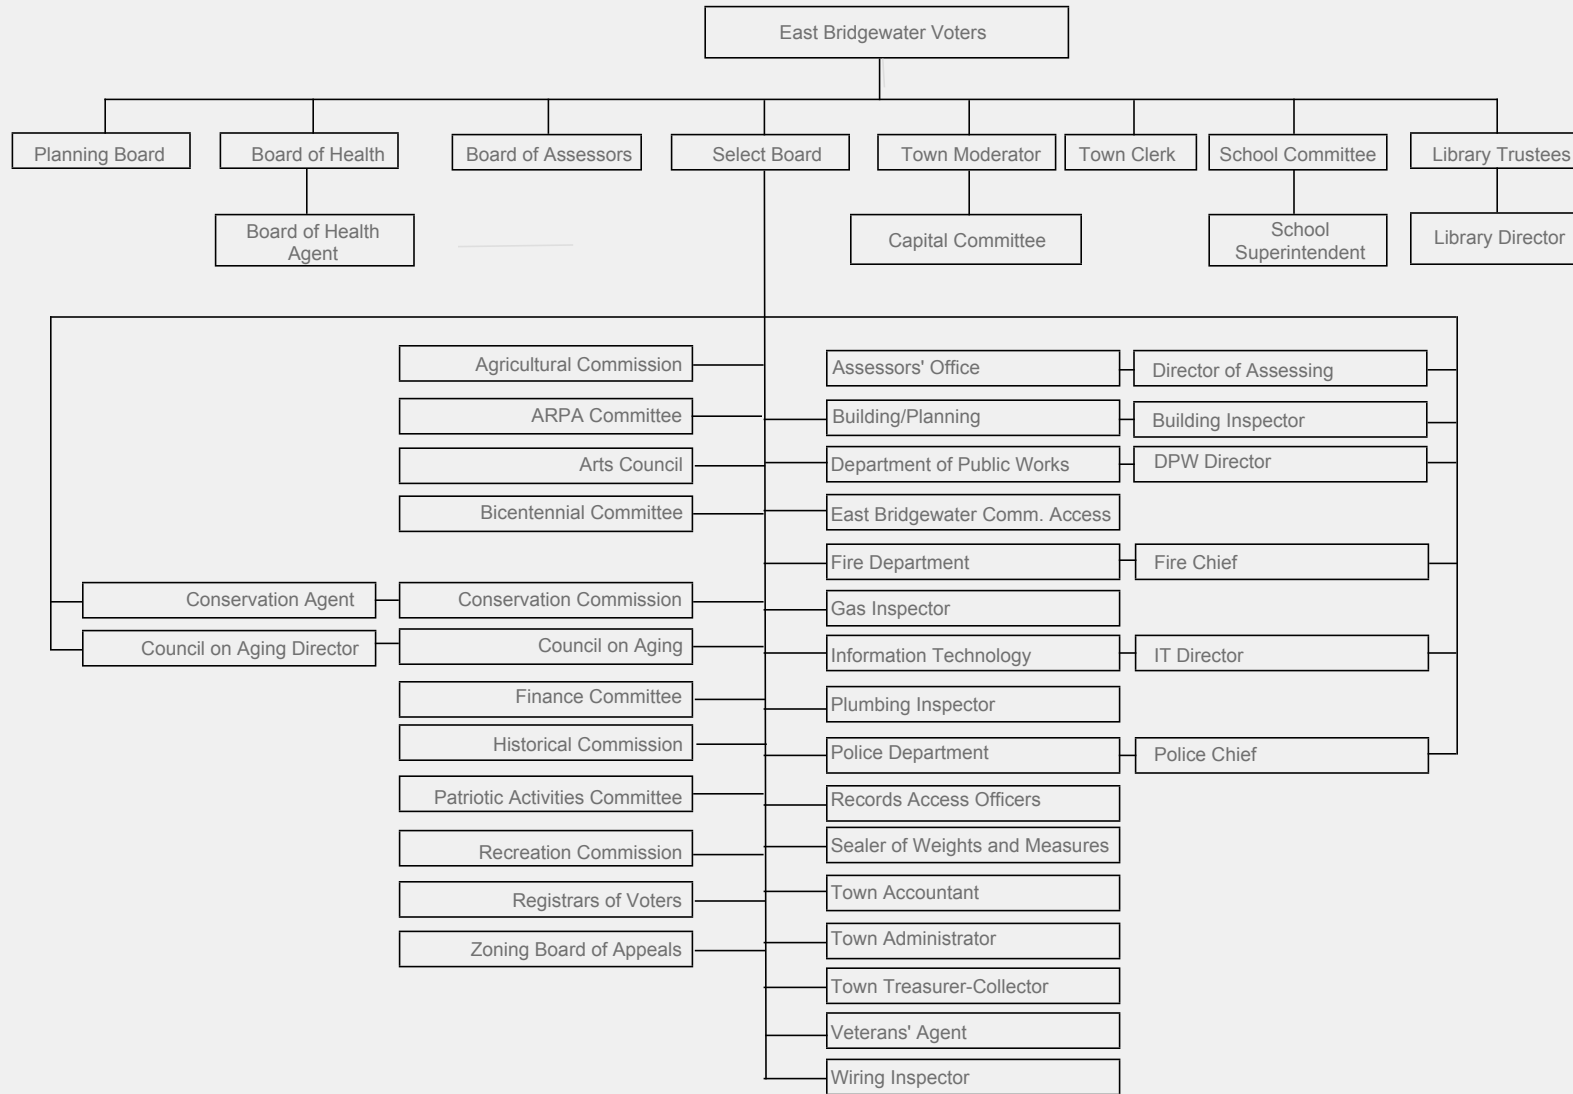 East Bridgewater Voters
Planning Board
Board of Health
Board of Assessors
Select Board
Town Moderator
Town Clerk
School Committee
Library Trustees
Board of Health
Agent
Capital Committee
School
Superintendent
Library Director
Agricultural Commission
Assessors' Office
Director of Assessing
ARPA Committee
Building/Planning
Building Inspector
Arts Council
Department of Public Works
DPW Director
Bicentennial Committee
East Bridgewater Comm. Access
Fire Department
Fire Chief
Conservation Agent
Conservation Commission
Gas Inspector
Council on Aging Director
Council on Aging
Information Technology
IT Director
Finance Committee
Plumbing Inspector
Historical Commission
Police Department
Police Chief
Patriotic Activities Committee
Records Access Officers
Recreation Commission
Sealer of Weights and Measures
Registrars of Voters
Town Accountant
Zoning Board of Appeals
Town Administrator
Town Treasurer-Collector
Veterans' Agent
Wiring Inspector